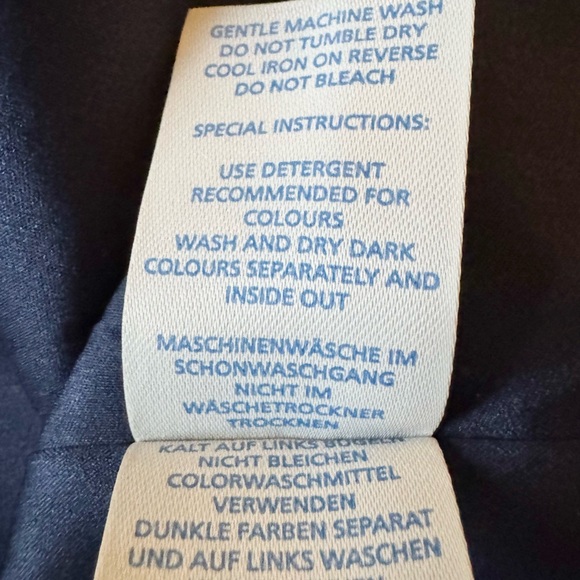 GENTLE MACHINE WASH
DO NOT TUMBLE DRY
COOL IRON ON REVERSE
DO NOT BLEACH
SPECIAL INSTRUCTIONS:
USE DETERGENT
RECOMMENDED FOR
COLOURS
WASH AND DRY DARK
COLOURS SEPARATELY AND
INSIDE OUT
MASCHINENWÄSCHE IM
SCHONWASCHGANG
NICHT IM
WÄSCHETROCKNER
TROCKNEN
KALT AUF LINKS BÜGELN
NICHT BLEICHEN
COLORWASCHMITTEL
VERWENDEN
DUNKLE FARBEN SEPARAT
UND AUF LINKS WASCHEN